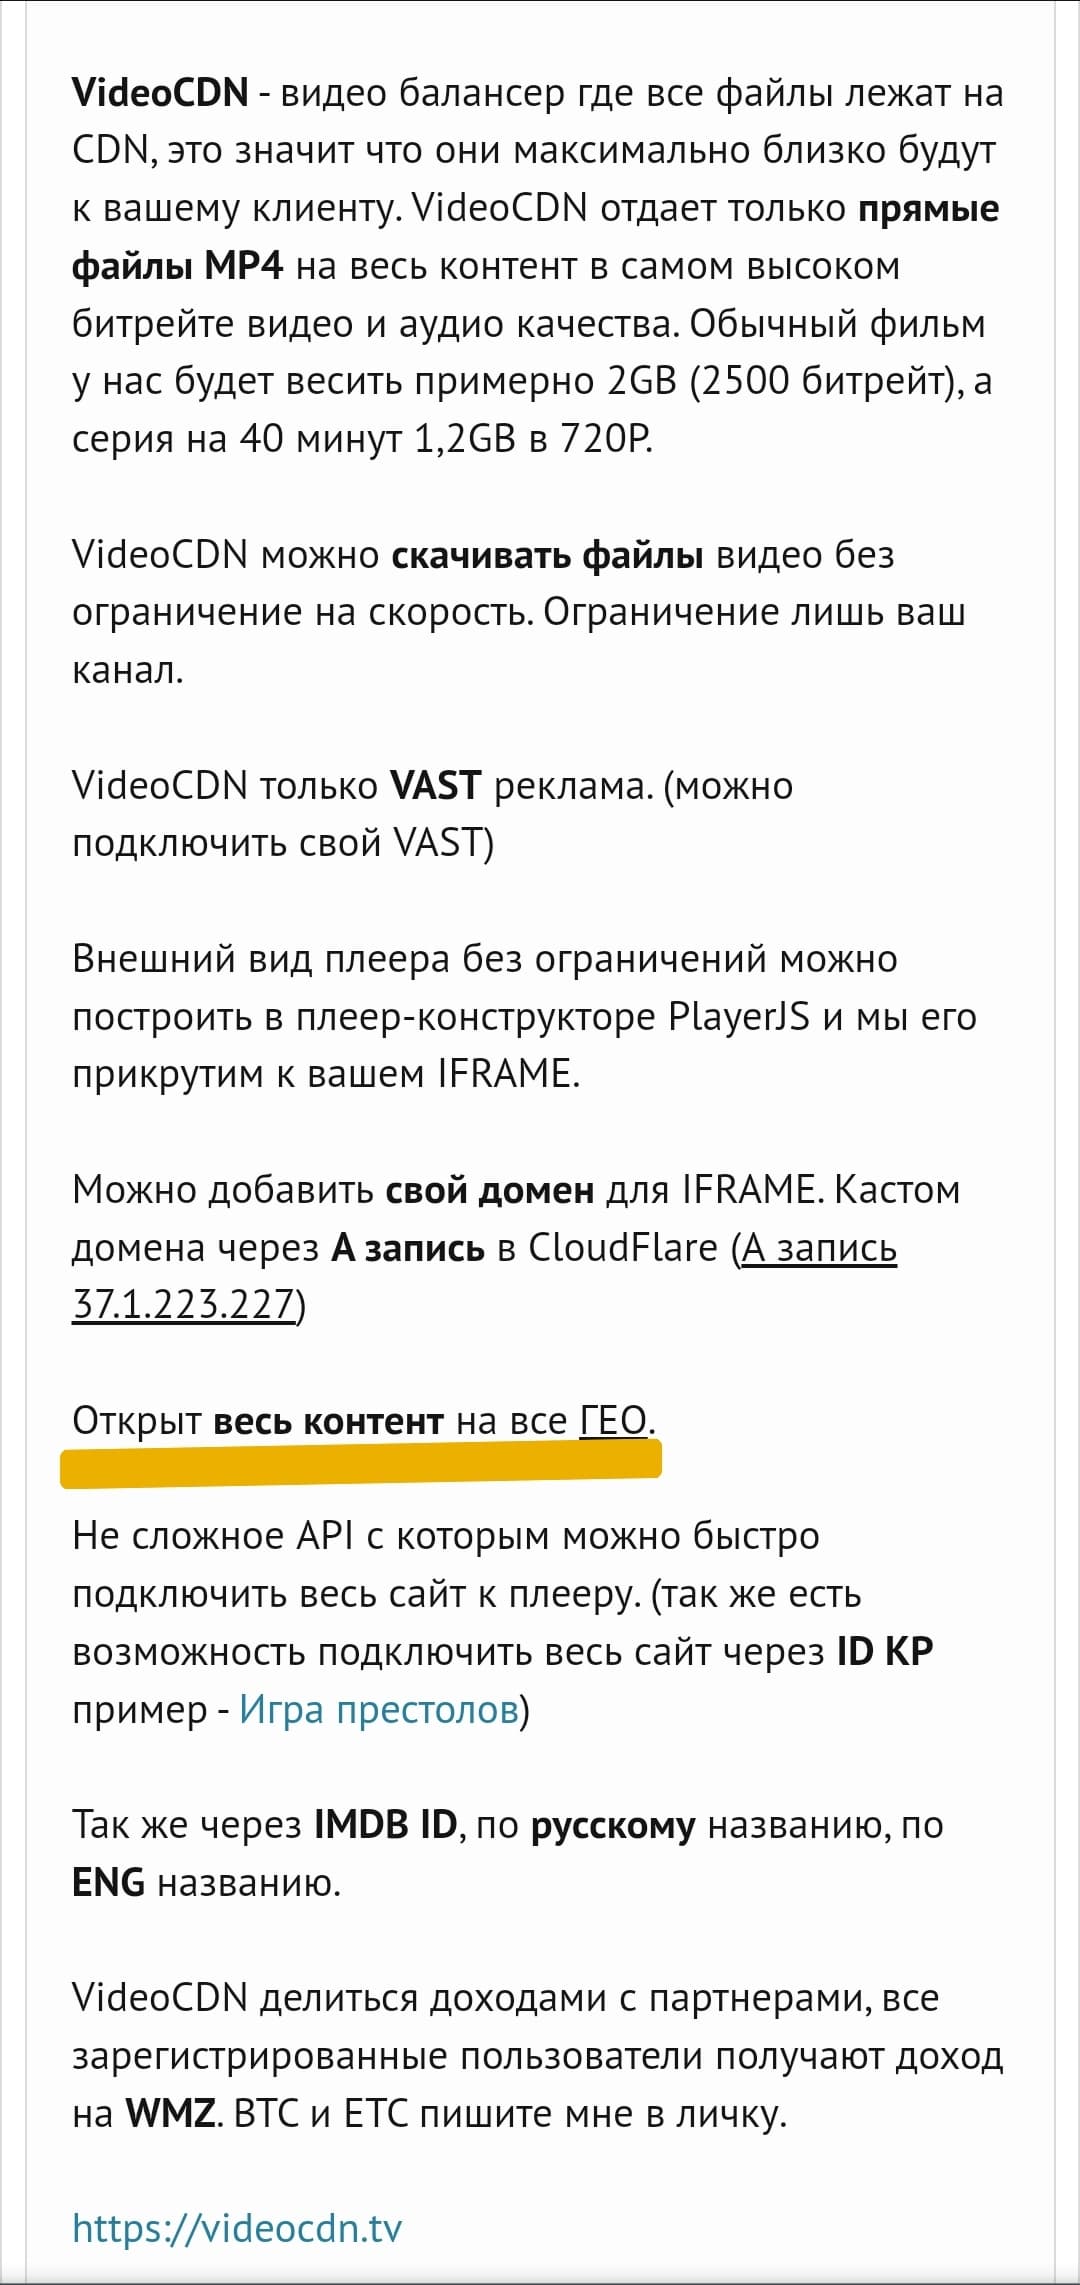 VideoCDN - видео балансер где все файлы лежат на
CDN, это значит что они максимально близко будут
к вашему клиенту. VideoCDN отдает только прямые
файлы MP4 на весь контент в самом высоком
битрейте видео и аудио качества. Обычный фильм
у нас будет весить примерно 2GB (2500 битрейт), а
серия на 40 минут 1,2GB в 720P.
VideoCDN можно скачивать файлы видео без
ограничение на скорость. Ограничение лишь ваш
канал.
VideoCDN только VAST реклама. (можно
подключить свой VAST)
Внешний вид плеера без ограничений можно
построить в плеер-конструкторе PlayerJS и мы его
прикрутим к вашем IFRAME.
Можно добавить свой домен для IFRAME. Кастом
домена через А запись в CloudFlare (А запись
37.1.223.227)
Открыт весь контент на все ГЕО.
Не сложное API с которым можно быстро
подключить весь сайт к плееру. (так же есть
возможность подключить весь сайт через ID KP
пример - Игра престолов)
Так же через IMDB ID, по русскому названию, по
ENG названию.
VideoCDN делиться доходами с партнерами, все
зарегистрированные пользователи получают доход
на WMZ. BTC и ETC пишите мне в личку.
https://videocdn.tv